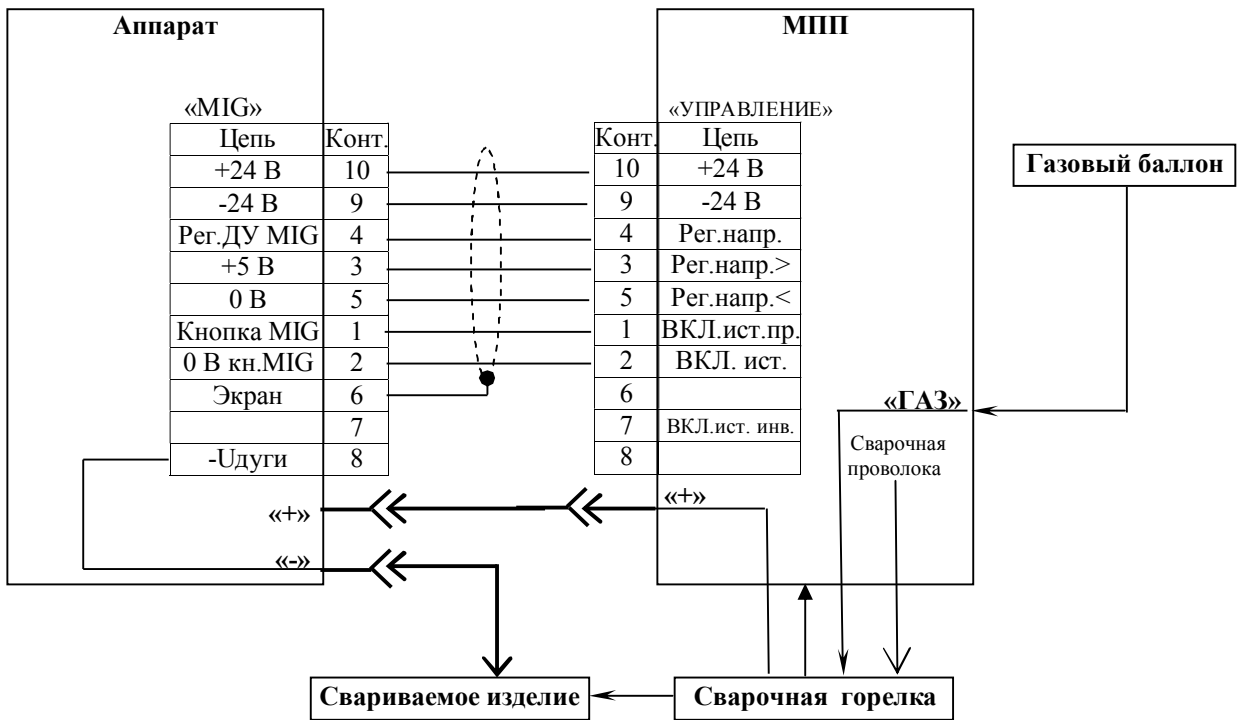 Аппарат
МПП
«MIG»
«УПРАВЛЕНИЕ»
Цепь Конт.
Конт. Цепь
+24 В 10
10 +24 В
-24 В 9
9 -24 В
Рег.ДУ MIG 4
4 Рег.напр.
+5 В 3
3 Рег.напр.>
0 В 5
5 Рег.напр.<
Кнопка MIG 1
1 ВКЛ.ист.пр.
0 В кн.MIG 2
2 ВКЛ. ист.
Экран 6
6
7
7 ВКЛ.ист. инв.
-Uдуги 8
8
Газовый баллон
«ГАЗ»
Сварочная
проволока
«+»
«+»
«-»
Свариваемое изделие
Сварочная горелка